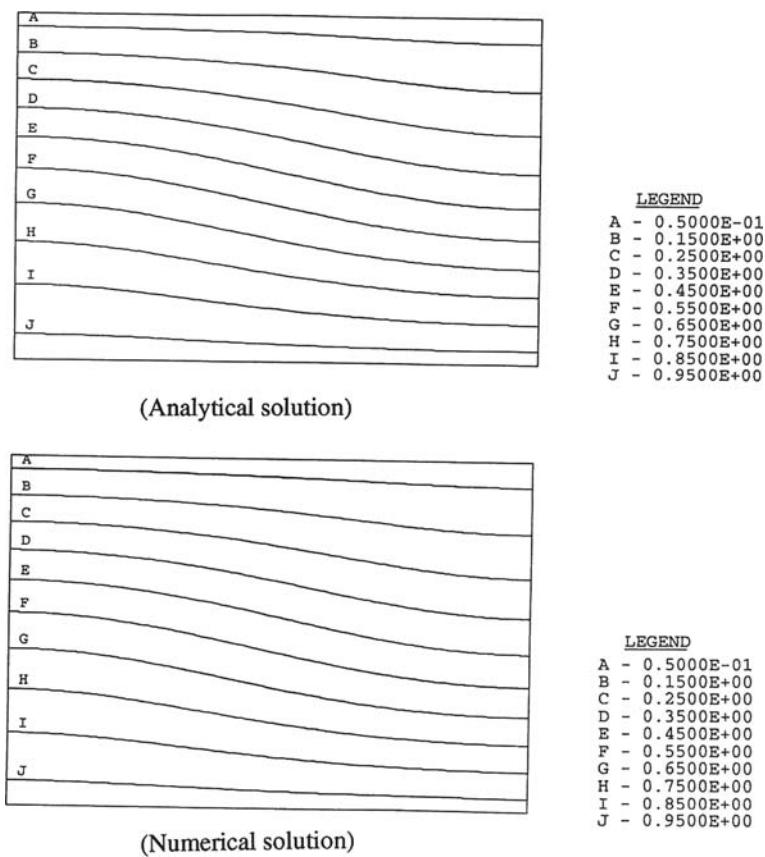 A
B
C
D
E
F
G
H
I
J
LEGEND
A - 0.5000E-01
B - 0.1500E+00
C - 0.2500E+00
D - 0.3500E+00
E - 0.4500E+00
F - 0.5500E+00
G - 0.6500E+00
H - 0.7500E+00
I - 0.8500E+00
J - 0.9500E+00
(Analytical solution)
A
B
C
D
E
F
G
H
I
J
LEGEND
A - 0.5000E-01
B - 0.1500E+00
C - 0.2500E+00
D - 0.3500E+00
E - 0.4500E+00
F - 0.5500E+00
G - 0.6500E+00
H - 0.7500E+00
I - 0.8500E+00
J - 0.9500E+00
(Numerical solution)